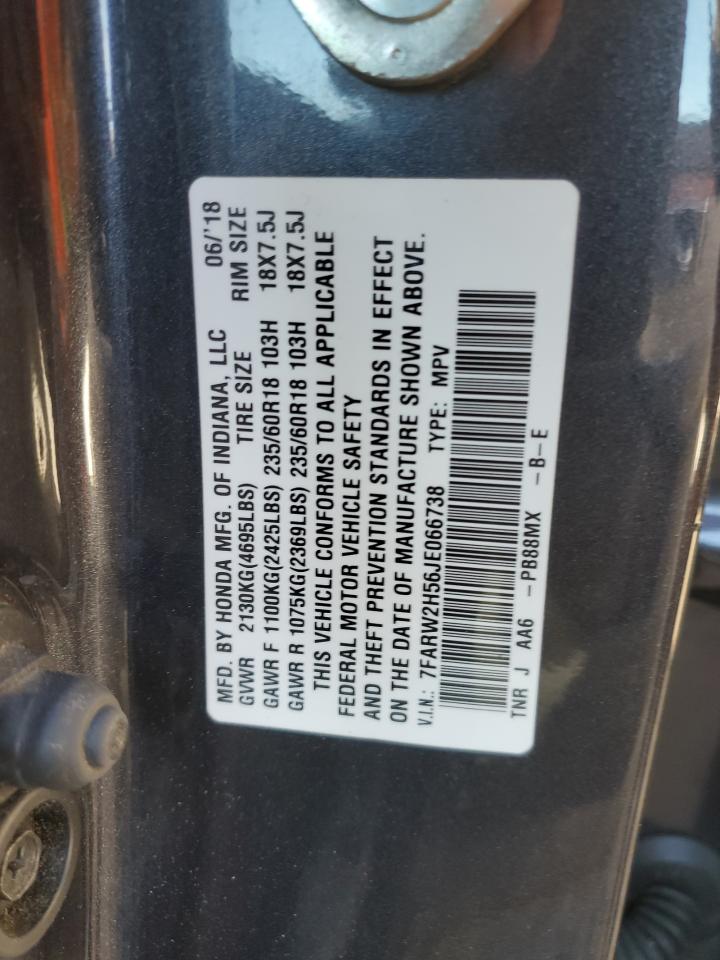 MFD. BY HONDA MFG. OF INDIANA, LLC 06/'18
GVWR 2130KG(4695LBS) TIRE SIZE RIM SIZE
GAWR F 1100KG(2425LBS) 235/60R18 103H 18X7.5J
GAWR R 1075KG(2369LBS) 235/60R18 103H 18X7.5J
THIS VEHICLE CONFORMS TO ALL APPLICABLE
FEDERAL MOTOR VEHICLE SAFETY
AND THEFT PREVENTION STANDARDS IN EFFECT
ON THE DATE OF MANUFACTURE SHOWN ABOVE.
V.I.N.: 7FARW2H56JE066738 TYPE: MPV
TNR J AA6 -PB88MX -B-E